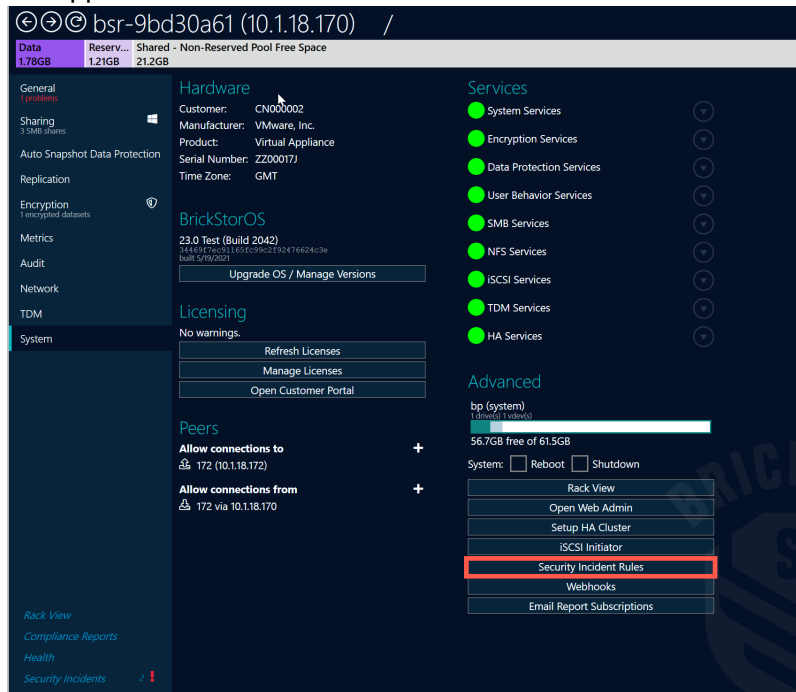 bsr-9bd30a61 (10.1.18.170) /
Data Reserv... Shared - Non-Reserved Pool Free Space
1.78GB 1.21GB 21.2GB
General
1 problems
Sharing
3 SMB shares
Auto Snapshot Data Protection
Replication
Encryption
1 encrypted datasets
Metrics
Audit
Network
TDM
System
Rack View
Compliance Reports
Health
Security Incidents 2 !
Hardware
Customer: CN000002
Manufacturer: VMware, Inc.
Product: Virtual Appliance
Serial Number: ZZ00017J
Time Zone: GMT
BrickStorOS
23.0 Test (Build 2042)
34469f7ec91165fc99c2f92476624c3e
built 5/19/2021
Upgrade OS / Manage Versions
Licensing
No warnings.
Refresh Licenses
Manage Licenses
Open Customer Portal
Peers
Allow connections to +
172 (10.1.18.172)
Allow connections from +
172 via 10.1.18.170
Services
System Services
Encryption Services
Data Protection Services
User Behavior Services
SMB Services
NFS Services
iSCSI Services
TDM Services
HA Services
Advanced
bp (system)
1 drive(s) 1 vdev(s)
56.7GB free of 61.5GB
System: Reboot Shutdown
Rack View
Open Web Admin
Setup HA Cluster
iSCSI Initiator
Security Incident Rules
Webhooks
Email Report Subscriptions